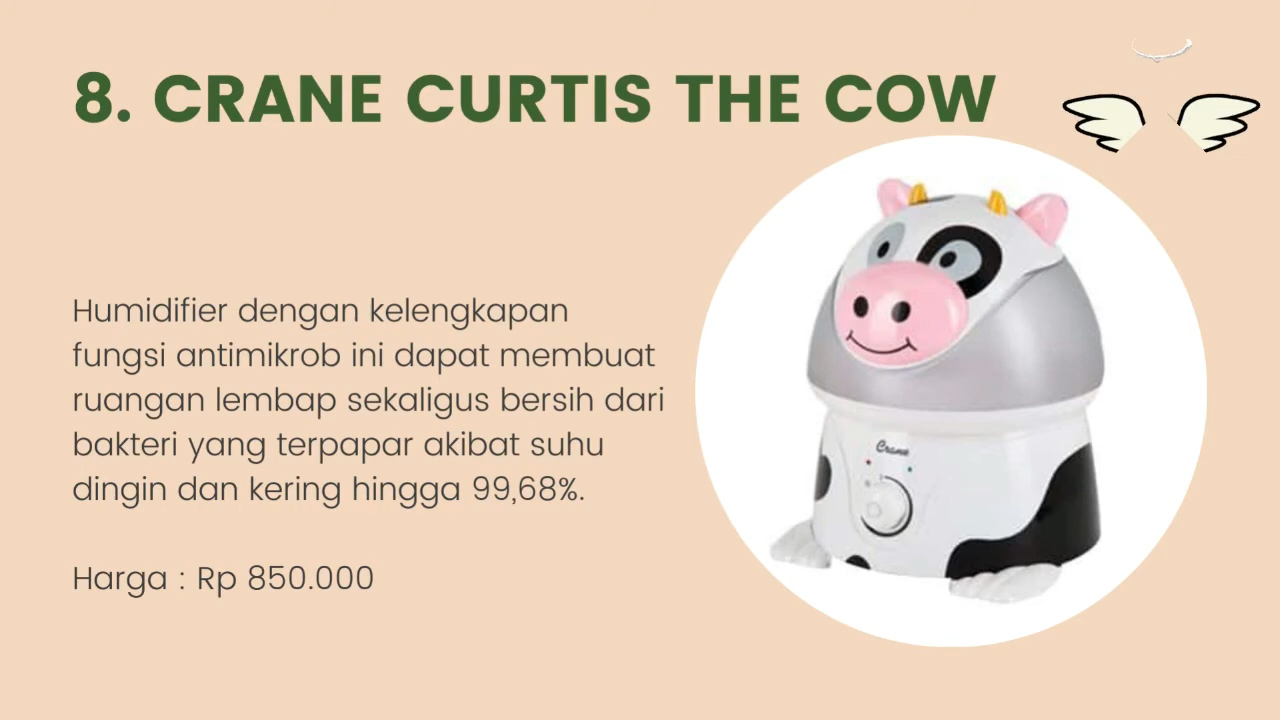 8. CRANE CURTIS THE COW
Humidifier dengan kelengkapan
fungsi antimikrob ini dapat membuat
ruangan lembap sekaligus bersih dari
bakteri yang terpapar akibat suhu
dingin dan kering hingga 99,68%.
Harga : Rp 850.000
Crane